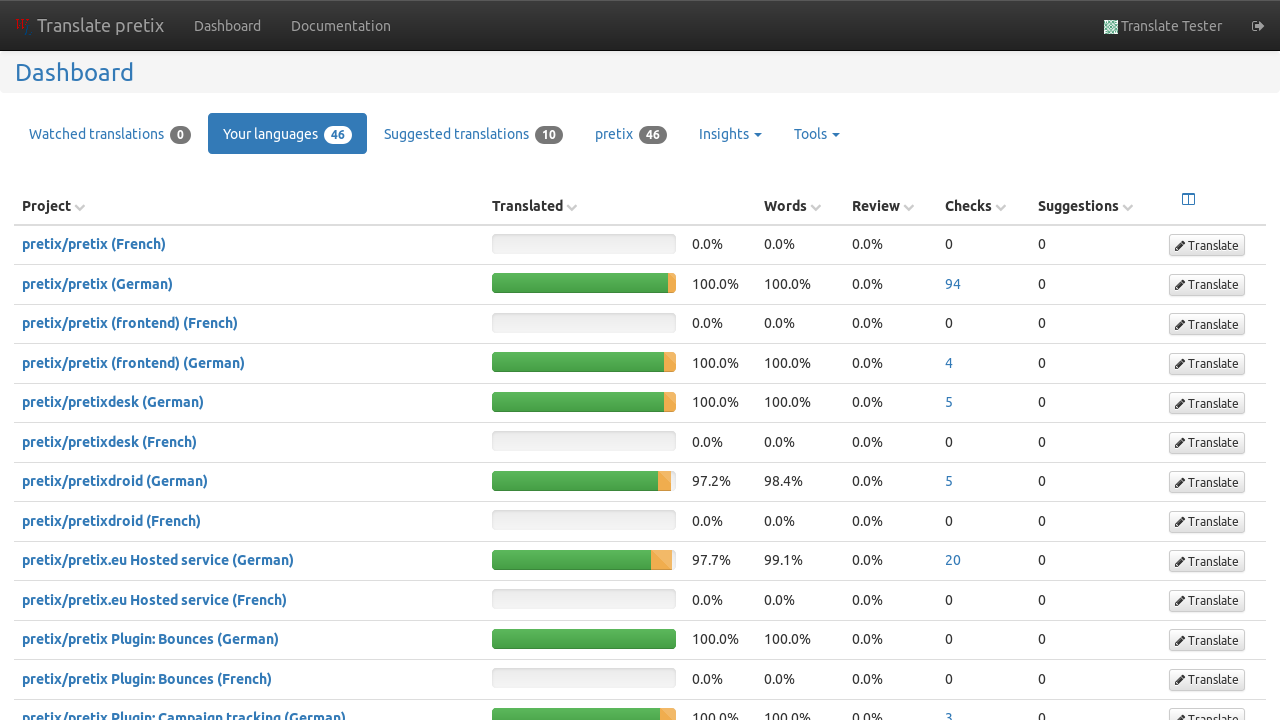 Translate pretix Dashboard Documentation Translate Tester
Dashboard
Watched translations 0 Your languages 46 Suggested translations 10 pretix 46 Insights Tools
Project Translated Words Review Checks Suggestions
pretix/pretix (French) 0.0% 0.0% 0.0% 0 0 Translate
pretix/pretix (German) 100.0% 100.0% 0.0% 94 0 Translate
pretix/pretix (frontend) (French) 0.0% 0.0% 0.0% 0 0 Translate
pretix/pretix (frontend) (German) 100.0% 100.0% 0.0% 4 0 Translate
pretix/pretixdesk (German) 100.0% 100.0% 0.0% 5 0 Translate
pretix/pretixdesk (French) 0.0% 0.0% 0.0% 0 0 Translate
pretix/pretixdroid (German) 97.2% 98.4% 0.0% 5 0 Translate
pretix/pretixdroid (French) 0.0% 0.0% 0.0% 0 0 Translate
pretix/pretix.eu Hosted service (German) 97.7% 99.1% 0.0% 20 0 Translate
pretix/pretix.eu Hosted service (French) 0.0% 0.0% 0.0% 0 0 Translate
pretix/pretix Plugin: Bounces (German) 100.0% 100.0% 0.0% 0 0 Translate
pretix/pretix Plugin: Bounces (French) 0.0% 0.0% 0.0% 0 0 Translate
pretix/pretix Plugin: Campaign tracking (German) 100.0% 100.0% 0.0% 3 0 Translate